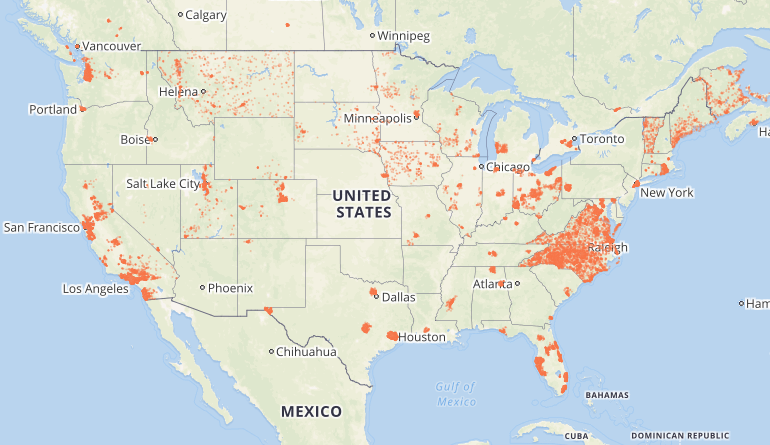 Calgary
Winnipeg
Vancouver
Helena
Portland
Minneapolis
Boise
Toronto
Chicago
Salt Lake City
New York
UNITED
STATES
San Francisco
Raleigh
Los Angeles
Phoenix
Dallas
Atlanta
Ham
Houston
Chihuahua
Gulf of
Mexico
BAHAMAS
MEXICO
CUBA
DOMINICAN REPUBLIC
Ha